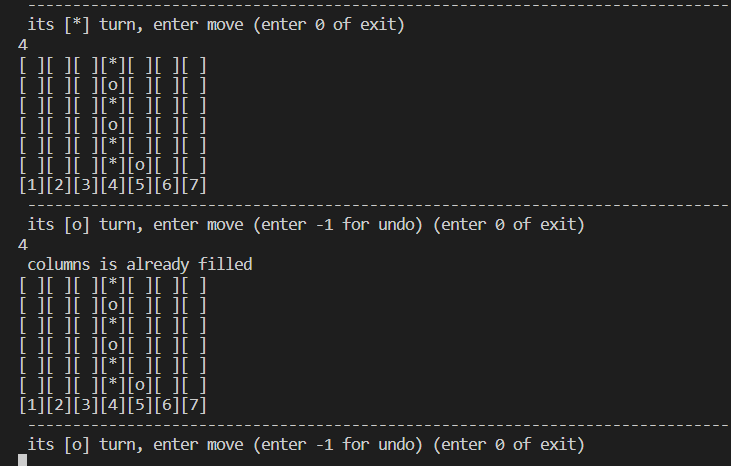 --------------------------------------------------------------------------------
its [*] turn, enter move (enter 0 of exit)
4
[ ][ ][ ][*][ ][ ][ ]
[ ][ ][ ][o][ ][ ][ ]
[ ][ ][ ][*][ ][ ][ ]
[ ][ ][ ][o][ ][ ][ ]
[ ][ ][ ][*][ ][ ][ ]
[ ][ ][ ][*][o][ ][ ]
[1][2][3][4][5][6][7]
--------------------------------------------------------------------------------
its [o] turn, enter move (enter -1 for undo) (enter 0 of exit)
4
columns is already filled
[ ][ ][ ][*][ ][ ][ ]
[ ][ ][ ][o][ ][ ][ ]
[ ][ ][ ][*][ ][ ][ ]
[ ][ ][ ][o][ ][ ][ ]
[ ][ ][ ][*][ ][ ][ ]
[ ][ ][ ][*][o][ ][ ]
[1][2][3][4][5][6][7]
--------------------------------------------------------------------------------
its [o] turn, enter move (enter -1 for undo) (enter 0 of exit)